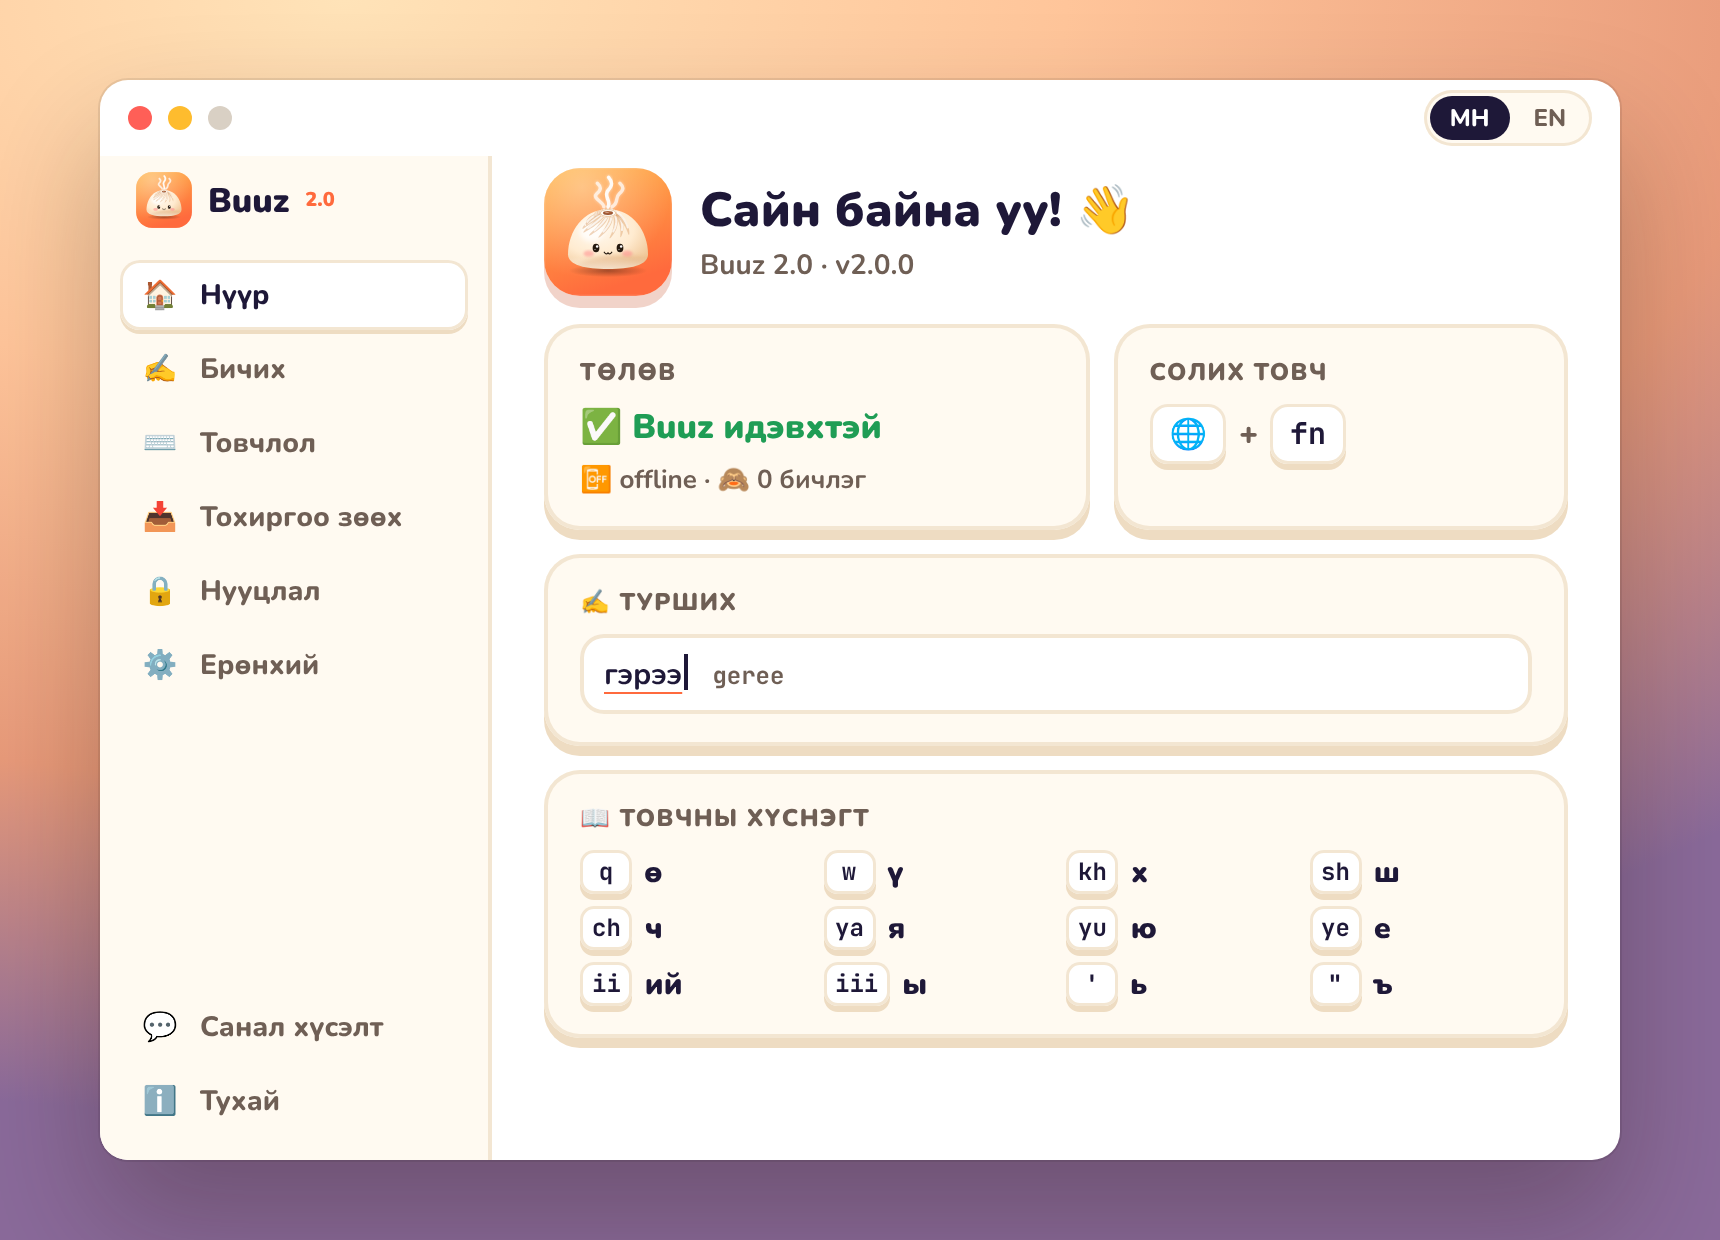 МН EN
Buuz 2.0
Нүүр
Бичих
Товчлол
Тохиргоо зөөх
Нууцлал
Ерөнхий
Санал хүсэлт
Тухай
Сайн байна уу! 👋
Buuz 2.0 · v2.0.0
ТӨЛӨВ
✅ Buuz идэвхтэй
📴 offline · 🙈 0 бичлэг
СОЛИХ ТОВЧ
🌐 + fn
✍️ ТУРШИХ
гэрээ geree
📖 ТОВЧНЫ ХҮСНЭГТ
q ө w ү kh х sh ш
ch ч ya я yu ю ye е
ii ий iii ы ' ь " ъ